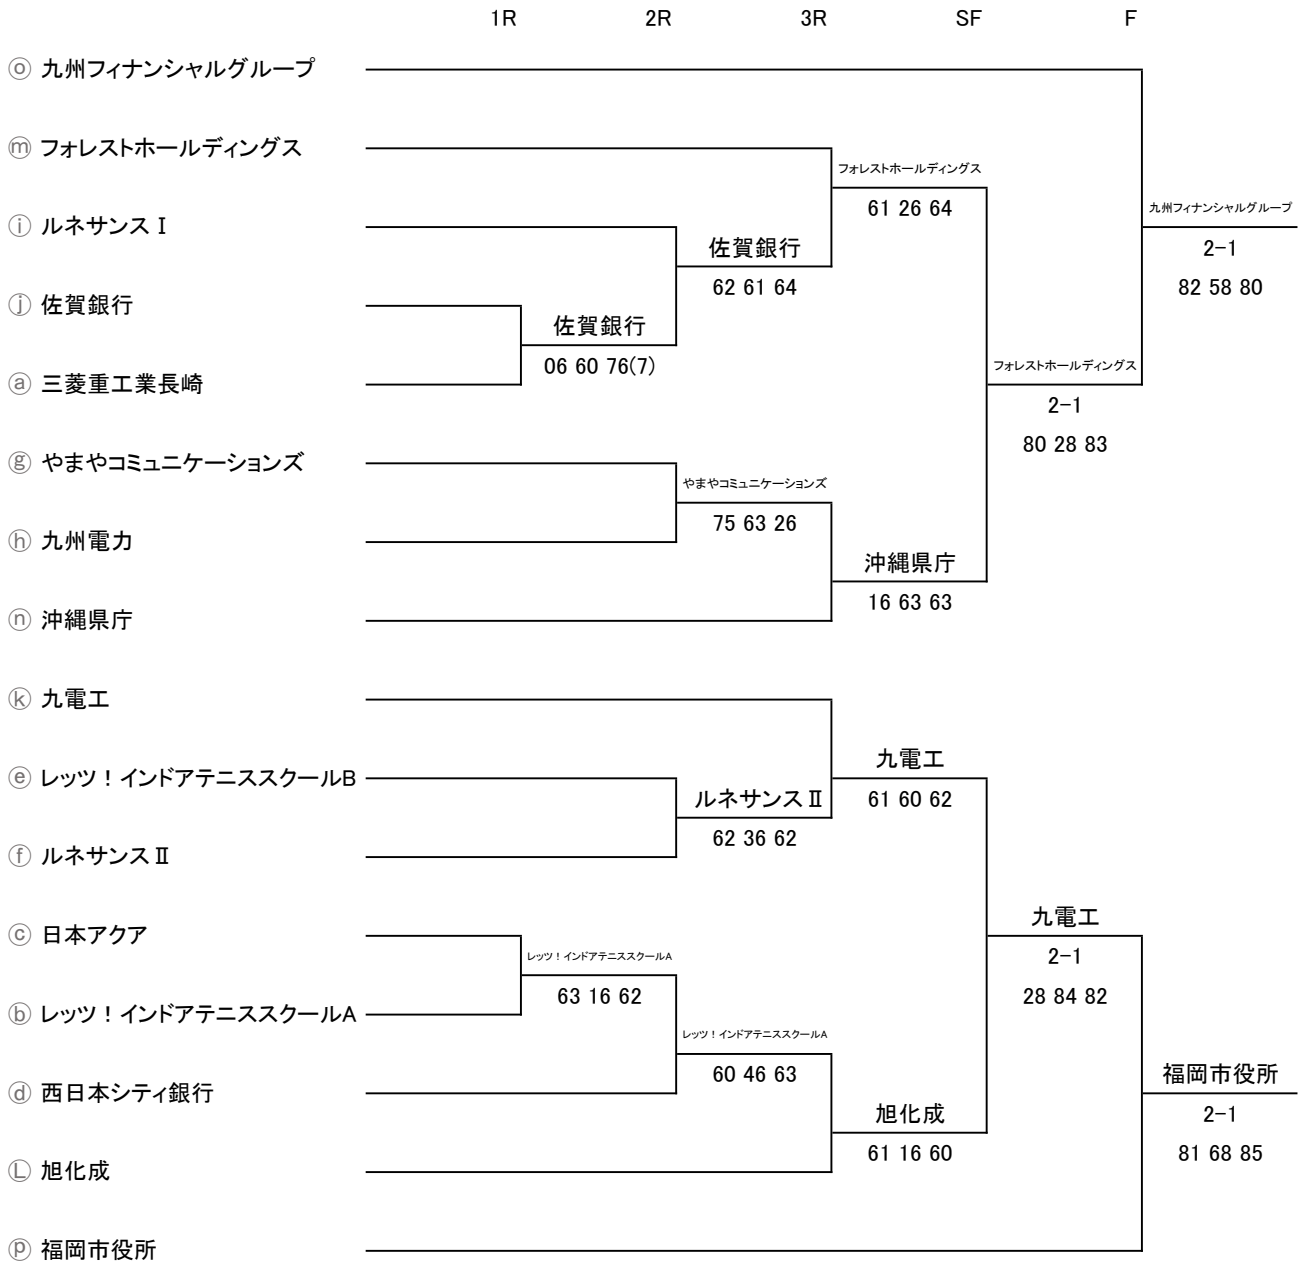 1R 2R 3R SF F
ⓞ 九州フィナンシャルグループ
ⓜ フォレストホールディングス
フォレストホールディングス
61 26 64
九州フィナンシャルグループ
2-1
82 58 80
ⓘ ルネサンス I
佐賀銀行
62 61 64
ⓙ 佐賀銀行
佐賀銀行
06 60 76(7)
ⓐ 三菱重工業長崎
フォレストホールディングス
2-1
80 28 83
ⓖ やまやコミュニケーションズ
やまやコミュニケーションズ
75 63 26
ⓗ 九州電力
沖縄県庁
16 63 63
ⓝ 沖縄県庁
ⓚ 九電工
九電工
61 60 62
ⓔ レッツ！インドアテニススクールB
ルネサンスⅡ
62 36 62
ⓕ ルネサンスⅡ
ⓒ 日本アクア
レッツ！インドアテニススクールA
63 16 62
九電工
2-1
28 84 82
ⓑ レッツ！インドアテニススクールA
レッツ！インドアテニススクールA
60 46 63
ⓓ 西日本シティ銀行
福岡市役所
2-1
81 68 85
旭化成
61 16 60
Ⓛ 旭化成
ⓟ 福岡市役所